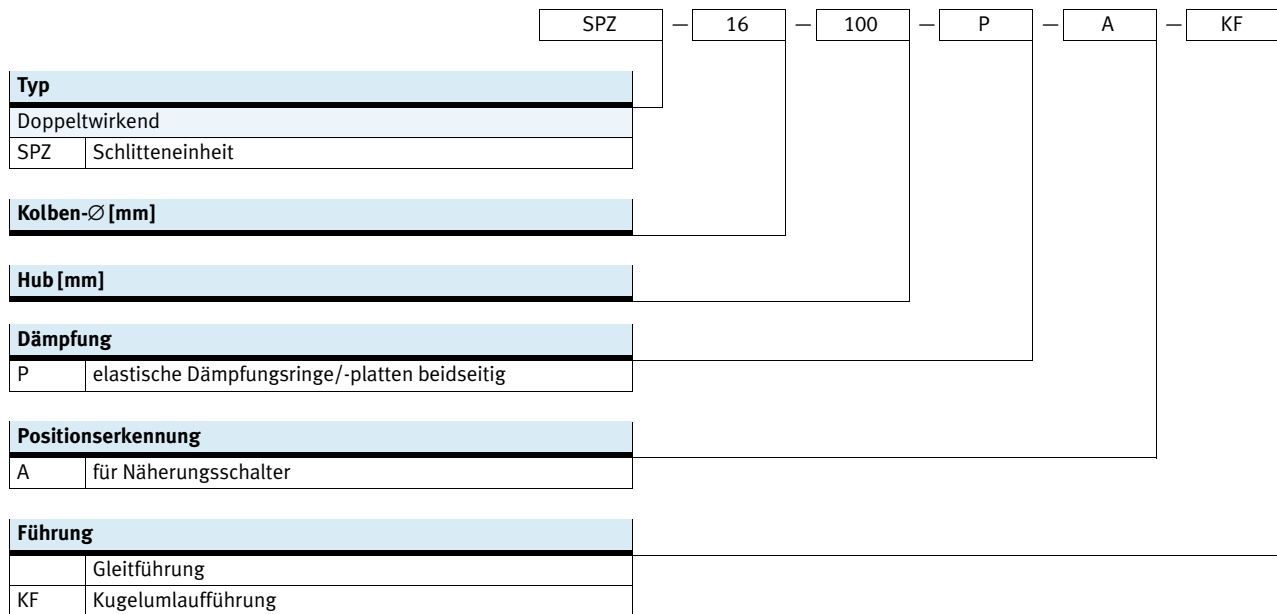 SPZ — 16 — 100 — P — A — KF
Typ
Doppeltwirkend
SPZ Schlitteneinheit
Kolben-∅ [mm]
Hub [mm]
Dämpfung
P elastische Dämpfungsringe/-platten beidseitig
Positionserkennung
A für Näherungsschalter
Führung
Gleitführung
KF Kugelumlaufführung